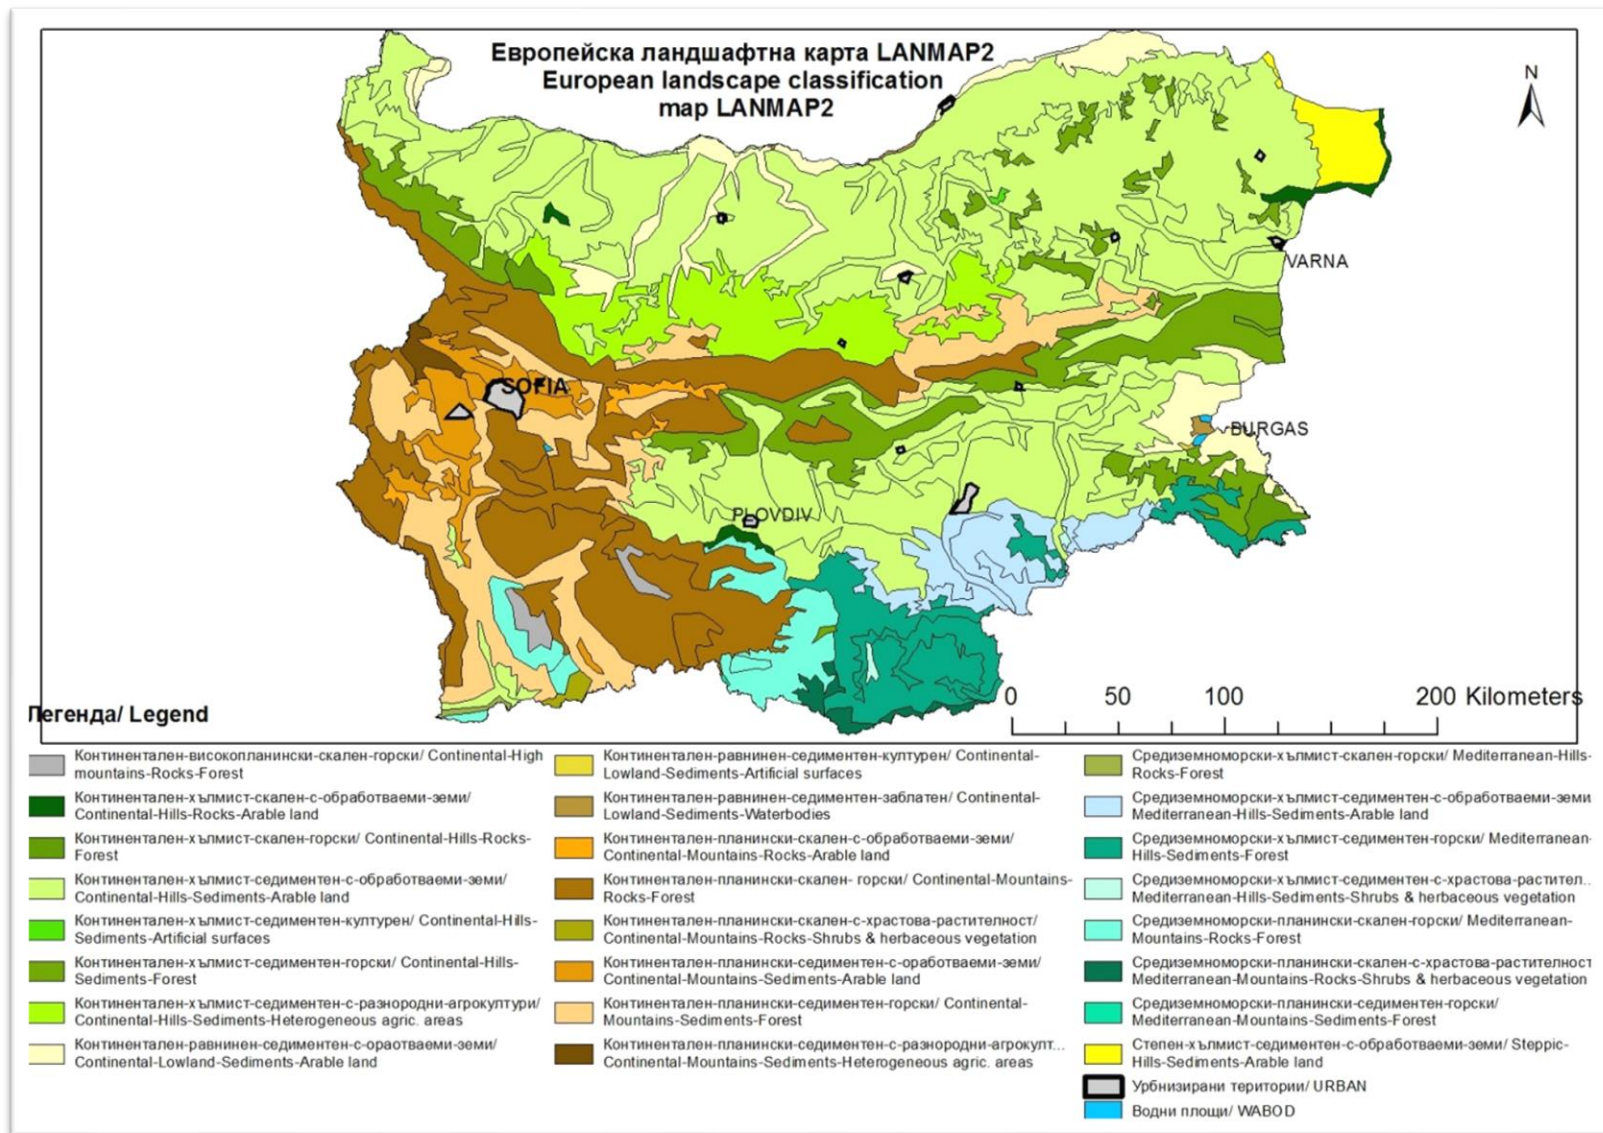 Европейска ландшафтна карта LANMAP2
European landscape classification
map LANMAP2
N
VARNA
SOFIA
BURGAS
PLOVDIV
0 50 100 200 Kilometers
Легенда/ Legend
Континентален-високопланински-скален-горски/ Continental-High
mountains-Rocks-Forest
Континентален-хълмист-скален-с-обработваеми-земи/
Continental-Hills-Rocks-Arable land
Континентален-хълмист-скален-горски/ Continental-Hills-Rocks-
Forest
Континентален-хълмист-седиментен-с-обработваеми-земи/
Continental-Hills-Sediments-Arable land
Континентален-хълмист-седиментен-културен/ Continental-Hills-
Sediments-Artificial surfaces
Континентален-хълмист-седиментен-горски/ Continental-Hills-
Sediments-Forest
Континентален-хълмист-седиментен-с-разнородни-агрокултури/
Continental-Hills-Sediments-Heterogeneous agric. areas
Континентален-равнинен-седиментен-с-ораотваеми-земи/
Continental-Lowland-Sediments-Arable land
Континентален-равнинен-седиментен-културен/ Continental-
Lowland-Sediments-Artificial surfaces
Континентален-равнинен-седиментен-заблатен/ Continental-
Lowland-Sediments-Waterbodies
Континентален-планински-скален-с-обработваеми-земи/
Continental-Mountains-Rocks-Arable land
Континентален-планински-скален- горски/ Continental-Mountains-
Rocks-Forest
Континентален-планински-скален-с-храстова-растителност/
Continental-Mountains-Rocks-Shrubs & herbaceous vegetation
Континентален-планински-седиментен-с-оработваеми-земи/
Continental-Mountains-Sediments-Arable land
Континентален-планински-седиментен-горски/ Continental-
Mountains-Sediments-Forest
Континентален-планински-седиментен-с-разнородни-агрокулт...
Continental-Mountains-Sediments-Heterogeneous agric. areas
Средиземноморски-хълмист-скален-горски/ Mediterranean-Hills-
Rocks-Forest
Средиземноморски-хълмист-седиментен-с-обработваеми-земи
Mediterranean-Hills-Sediments-Arable land
Средиземноморски-хълмист-седиментен-горски/ Mediterranean-
Hills-Sediments-Forest
Средиземноморски-хълмист-седиментен-с-храстова-растител...
Mediterranean-Hills-Sediments-Shrubs & herbaceous vegetation
Средиземноморски-планински-скален-горски/ Mediterranean-
Mountains-Rocks-Forest
Средиземноморски-планински-скален-с-храстова-растителност
Mediterranean-Mountains-Rocks-Shrubs & herbaceous vegetation
Средиземноморски-планински-седиментен-горски/
Mediterranean-Mountains-Sediments-Forest
Степен-хълмист-седиментен-с-обработваеми-земи/ Steppic-
Hills-Sediments-Arable land
Урбнизирани територии/ URBAN
Водни площи/ WABOD